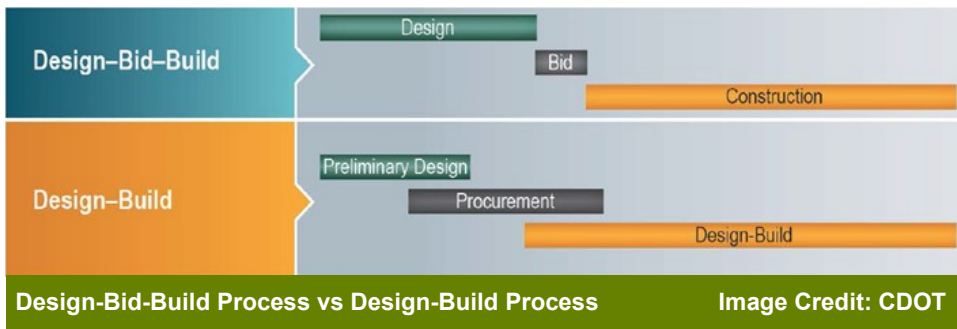 Design–Bid–Build
Design
Bid
Construction
Design–Build
Preliminary Design
Procurement
Design-Build
Design-Bid-Build Process vs Design-Build Process
Image Credit: CDOT